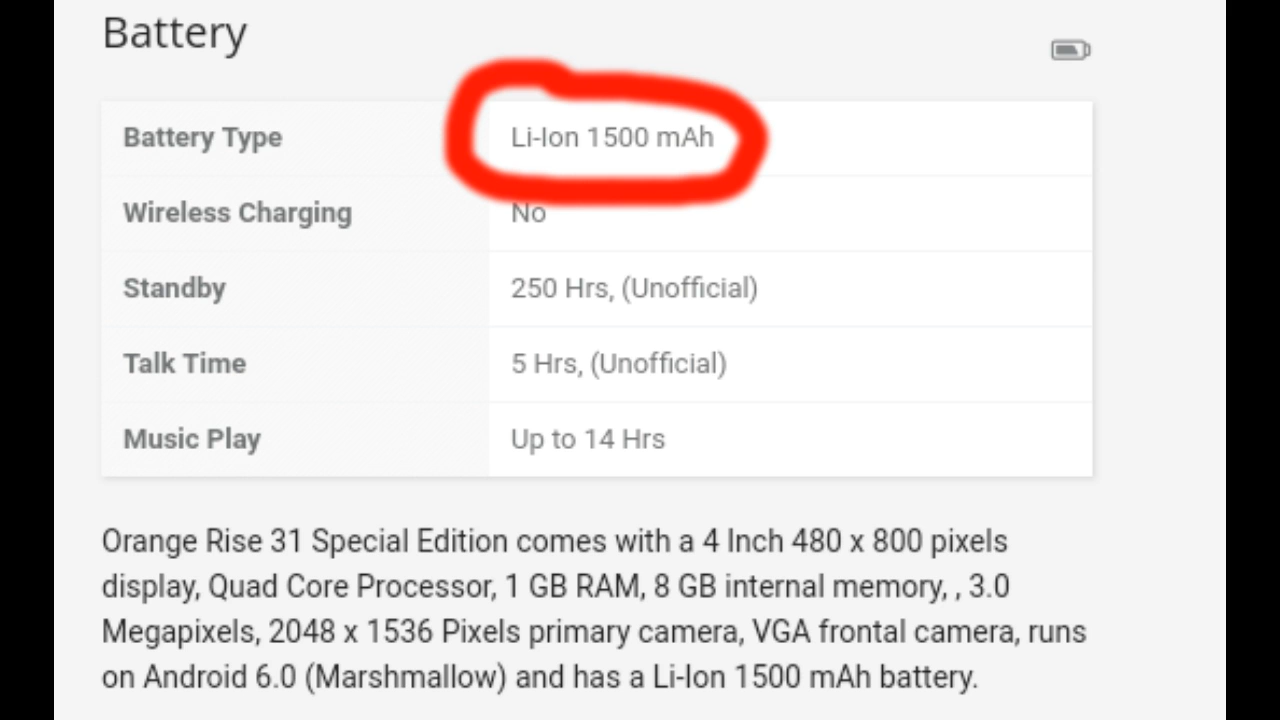 Battery
Battery Type Li-Ion 1500 mAh
Wireless Charging No
Standby 250 Hrs, (Unofficial)
Talk Time 5 Hrs, (Unofficial)
Music Play Up to 14 Hrs
Orange Rise 31 Special Edition comes with a 4 Inch 480 x 800 pixels
display, Quad Core Processor, 1 GB RAM, 8 GB internal memory, , 3.0
Megapixels, 2048 x 1536 Pixels primary camera, VGA frontal camera, runs
on Android 6.0 (Marshmallow) and has a Li-Ion 1500 mAh battery.